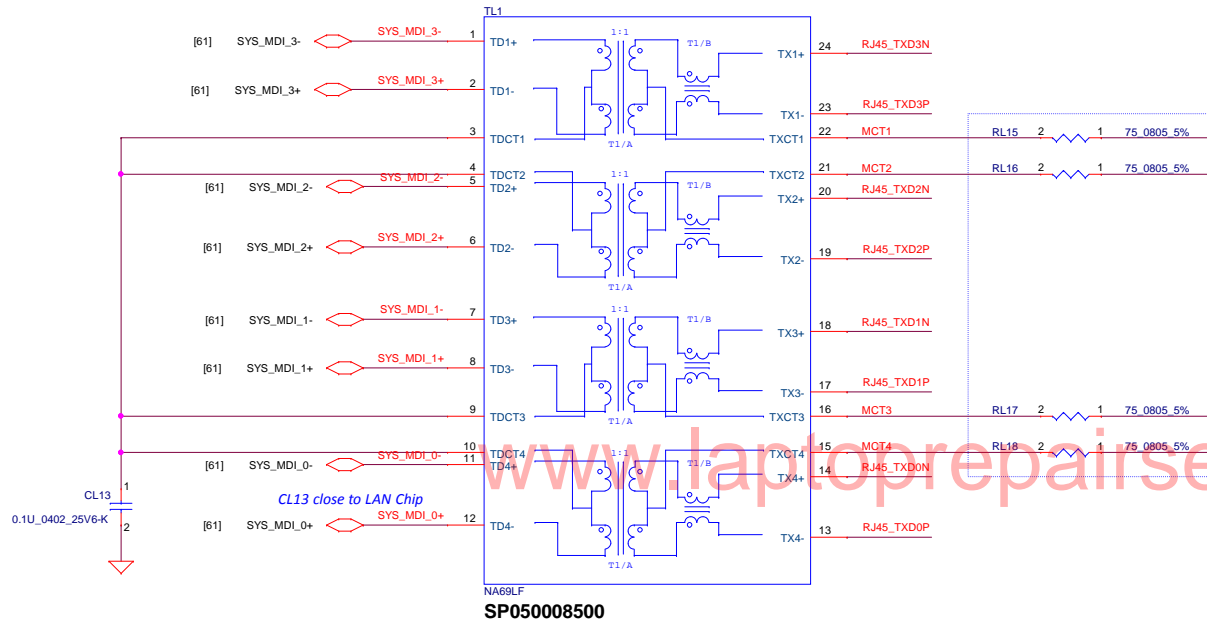 TL1
[61] SYS_MDI_3- SYS_MDI_3- 1 TD1+ 1:1 T1/B TX1+ 24 RJ45_TXD3N
[61] SYS_MDI_3+ SYS_MDI_3+ 2 TD1- TX1- 23 RJ45_TXD3P
3 TDCT1 T1/A TXCT1 22 MCT1 RL15 2 1 75_0805_5%
4 TDCT2 1:1 TXCT2 21 MCT2 RL16 2 1 75_0805_5%
[61] SYS_MDI_2- SYS_MDI_2- 5 TD2+ T1/B TX2+ 20 RJ45_TXD2N
[61] SYS_MDI_2+ SYS_MDI_2+ 6 TD2- TX2- 19 RJ45_TXD2P
T1/A
[61] SYS_MDI_1- SYS_MDI_1- 7 TD3+ 1:1 T1/B TX3+ 18 RJ45_TXD1N
[61] SYS_MDI_1+ SYS_MDI_1+ 8 TD3- TX3- 17 RJ45_TXD1P
9 TDCT3 T1/A TXCT3 16 MCT3 RL17 2 1 75_0805_5%
10 TDCT4 1:1 TXCT4 15 MCT4 RL18 2 1 75_0805_5%
www.laptoprepairse
[61] SYS_MDI_0- SYS_MDI_0- 11 TD4+ T1/B TX4+ 14 RJ45_TXD0N
CL13 1 CL13 close to LAN Chip
0.1U_0402_25V6-K 2
[61] SYS_MDI_0+ SYS_MDI_0+ 12 TD4- TX4- 13 RJ45_TXD0P
T1/A
NA69LF
SP050008500